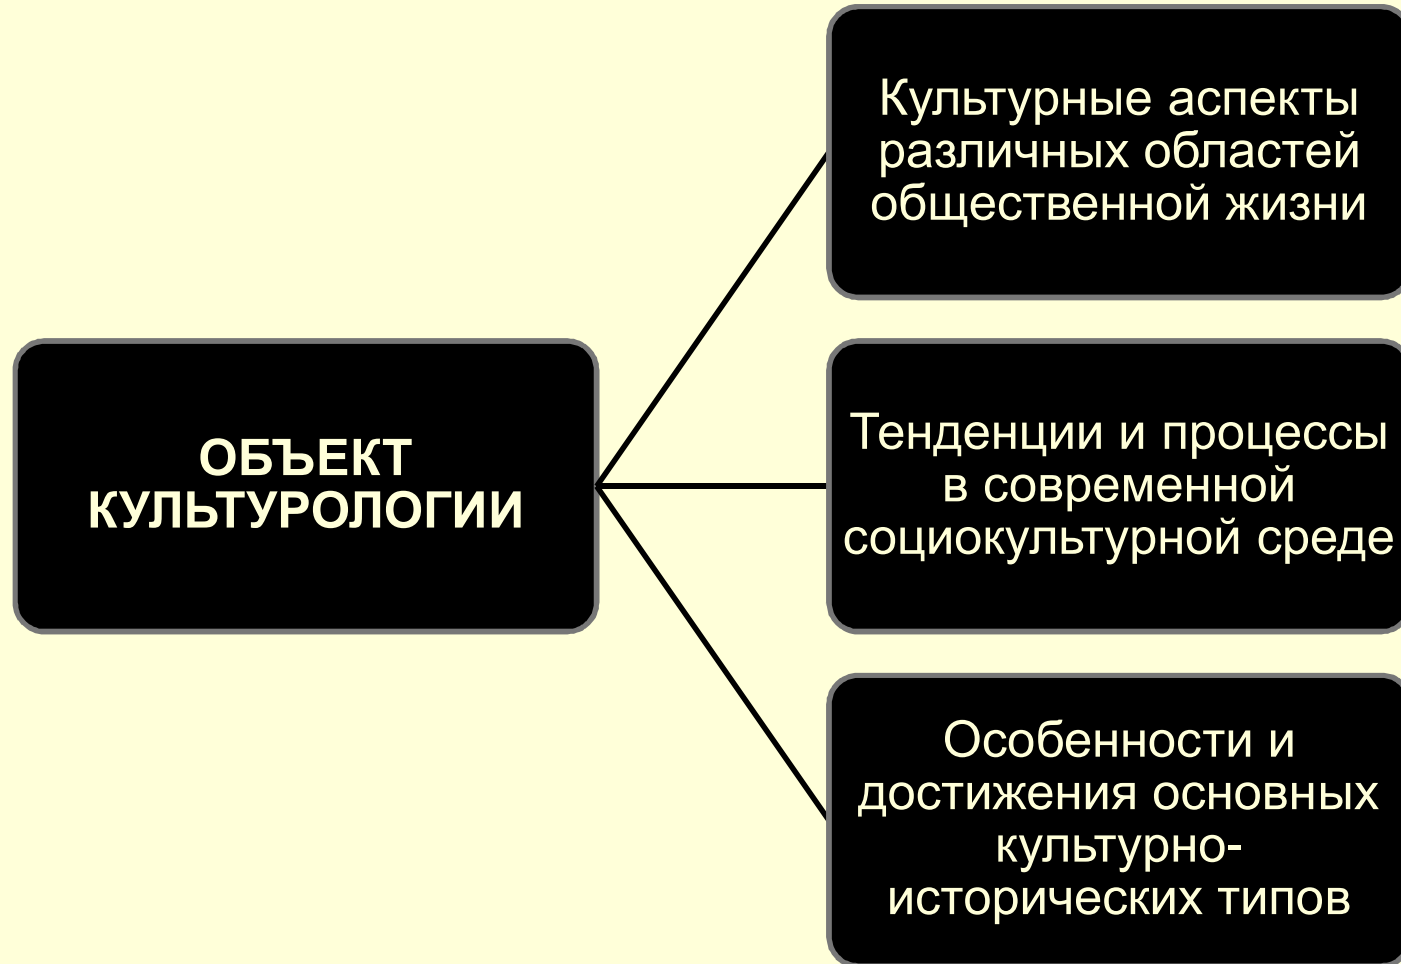 Культурные аспекты
различных областей
общественной жизни
ОБЪЕКТ
КУЛЬТУРОЛОГИИ
Тенденции и процессы
в современной
социокультурной среде
Особенности и
достижения основных
культурно-
исторических типов